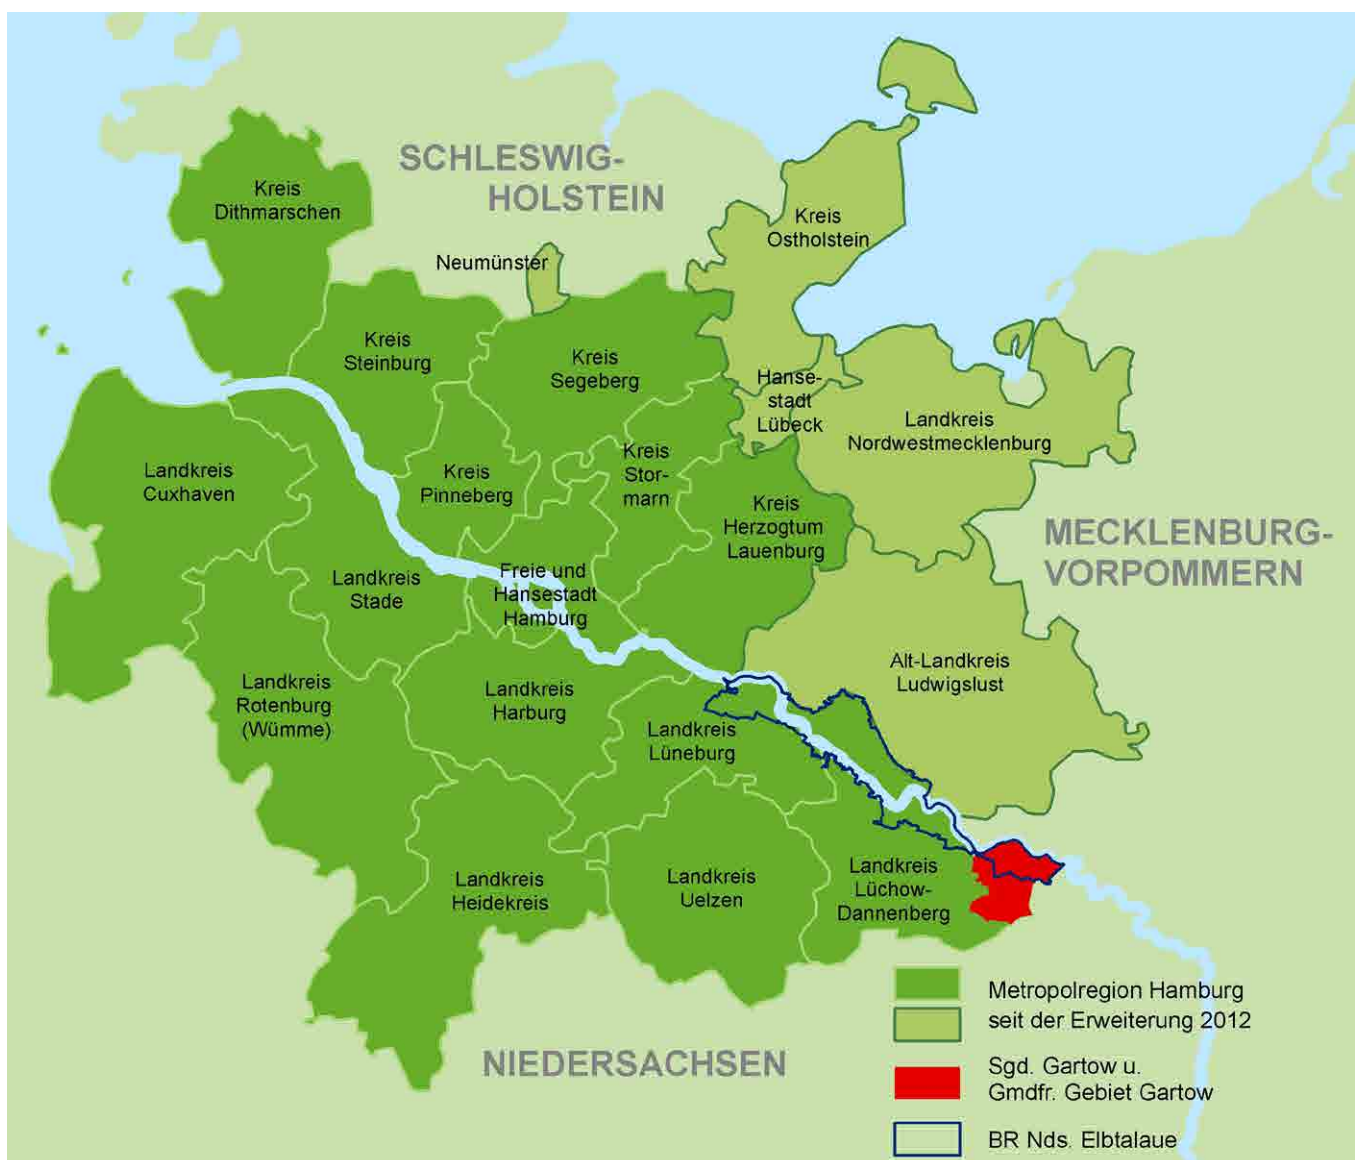 SCHLESWIG-
HOLSTEIN
Kreis
Dithmarschen
Kreis
Ostholstein
Neumünster
Kreis
Steinburg
Kreis
Segeberg
Hanse-
stadt
Lübeck
Landkreis
Nordwestmecklenburg
Landkreis
Cuxhaven
Kreis
Pinneberg
Kreis
Stor-
marn
Kreis
Herzogtum
Lauenburg
MECKLENBURG-
VORPOMMERN
Landkreis
Stade
Freie und
Hansestadt
Hamburg
Alt-Landkreis
Ludwigslust
Landkreis
Rotenburg
(Wümme)
Landkreis
Harburg
Landkreis
Lüneburg
Landkreis
Heidekreis
Landkreis
Uelzen
Landkreis
Lüchow-
Dannenberg
NIEDERSACHSEN
Metropolregion Hamburg
seit der Erweiterung 2012
Sgd. Gartow u.
Gmdfr. Gebiet Gartow
BR Nds. Elbtalaue